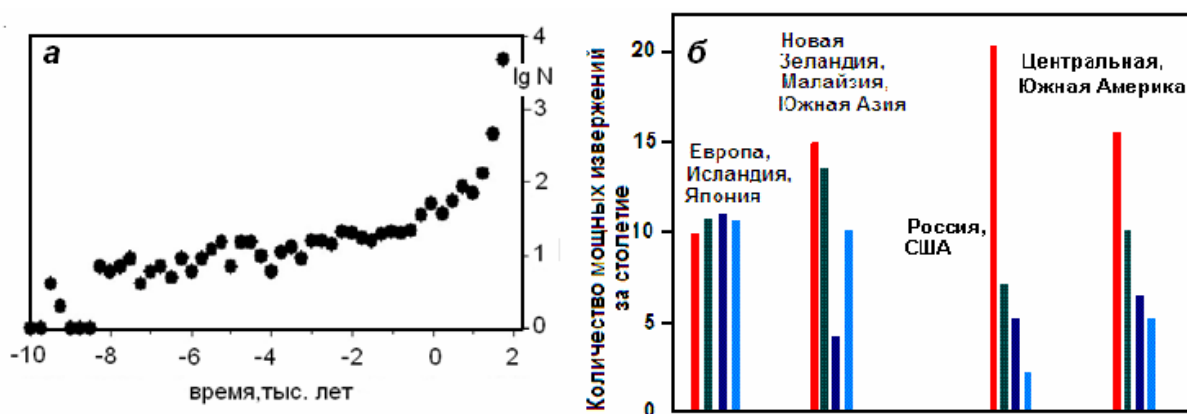 а
4
lg N
3
2
1
0
-10
-8
-6
-4
-2
0
2
время,тыс. лет
б
Количество мощных извержений
за столетие
20
15
10
5
0
Европа,
Исландия,
Япония
Новая
Зеландия,
Малайзия,
Южная Азия
Россия,
США
Центральная,
Южная Америка